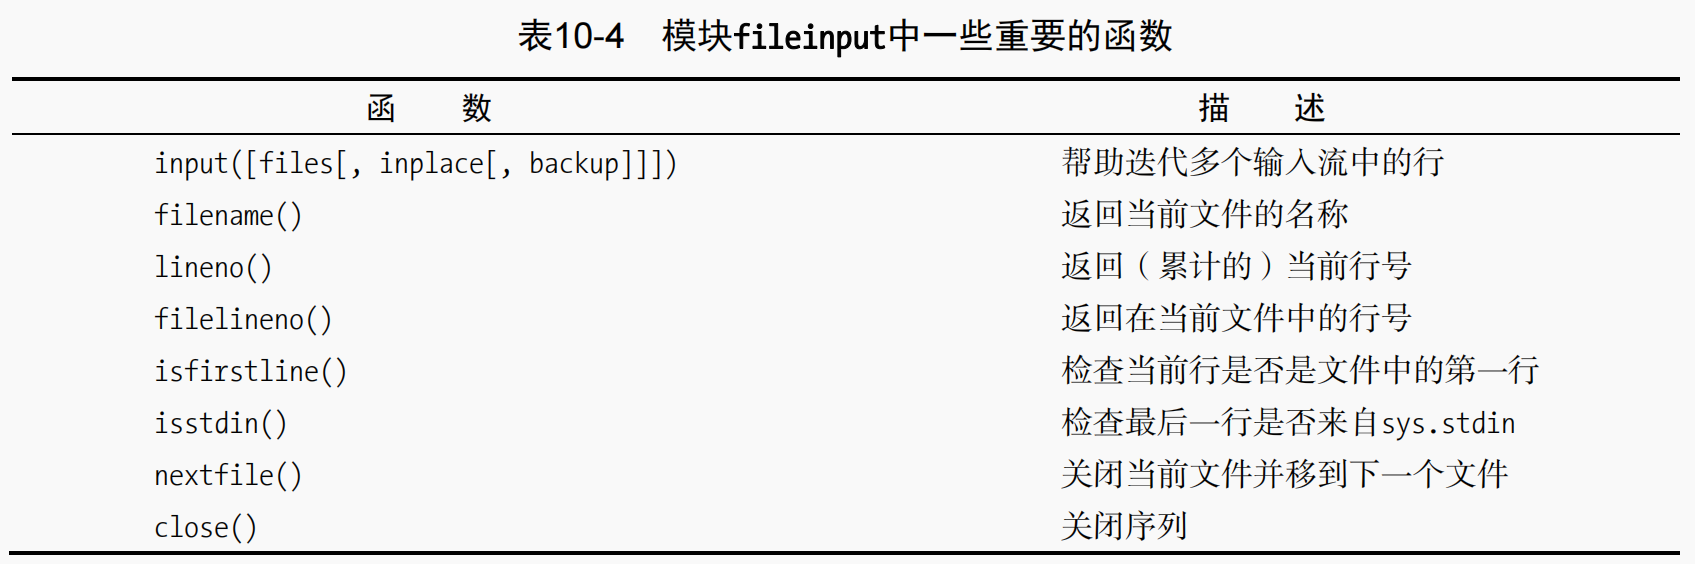 表10-4 模块fileinput中一些重要的函数
函 数 描 述
input([files[, inplace[, backup]]]) 帮助迭代多个输入流中的行
filename() 返回当前文件的名称
lineno() 返回（累计的）当前行号
filelineno() 返回在当前文件中的行号
isfirstline() 检查当前行是否是文件中的第一行
isstdin() 检查最后一行是否来自sys.stdin
nextfile() 关闭当前文件并移到下一个文件
close() 关闭序列